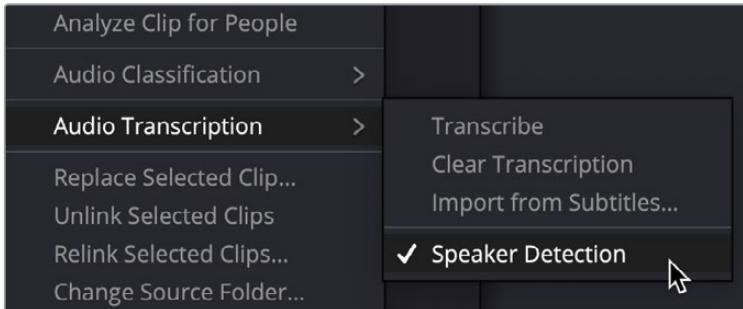 Analyze Clip for People
Audio Classification >
Audio Transcription >
Replace Selected Clip...
Unlink Selected Clips
Relink Selected Clips...
Change Source Folder...
Transcribe
Clear Transcription
Import from Subtitles...
✓ Speaker Detection